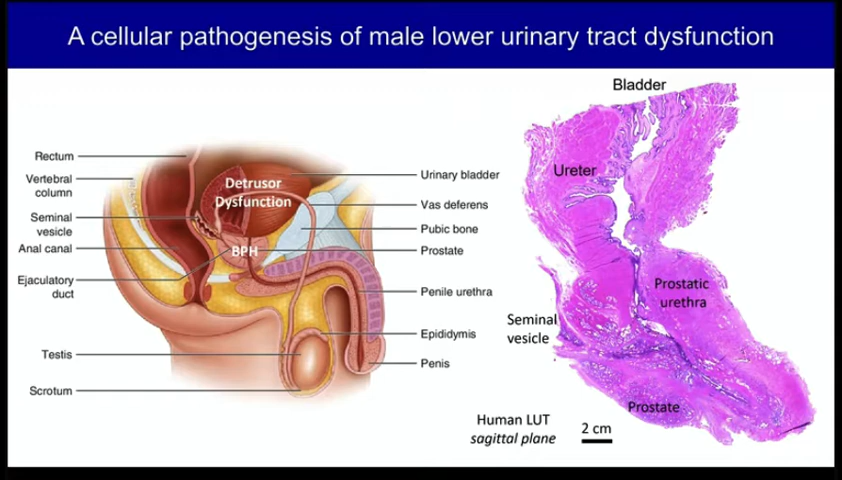 A cellular pathogenesis of male lower urinary tract dysfunction
Rectum
Vertebral
column
Seminal
vesicle
Anal canal
Ejaculatory
duct
Testis
Scrotum
Detrusor
Dysfunction
BPH
Urinary bladder
Vas deferens
Pubic bone
Prostate
Penile urethra
Epididymis
Penis
Bladder
Ureter
Prostatic
urethra
Seminal
vesicle
Prostate
Human LUT
sagittal plane
2 cm